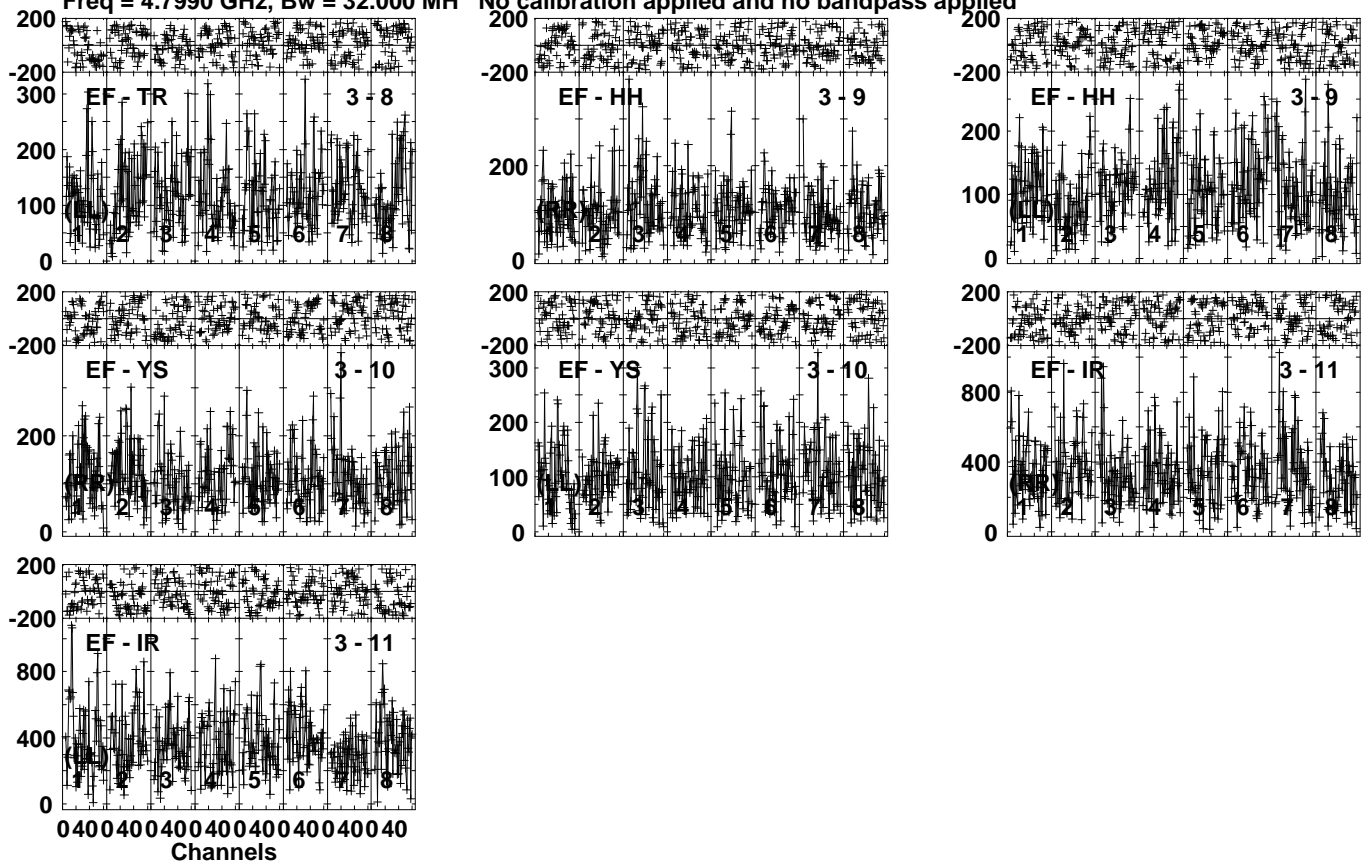 Freq = 4.7990 GHz, Bw = 32.000 MH No calibration applied and no bandpass applied
200
-200
300
200
100
0
EF - TR 3 - 8
(LL)
1 2 3 4 5 6 7 8
200
-200
200
0
EF - HH 3 - 9
(RR)
1 2 3 4 5 6 7 8
200
-200
200
100
0
EF - HH 3 - 9
(LL)
1 2 3 4 5 6 7 8
200
-200
200
0
EF - YS 3 - 10
(RR)
1 2 3 4 5 6 7 8
200
-200
300
200
100
0
EF - YS 3 - 10
(LL)
1 2 3 4 5 6 7 8
200
-200
800
400
0
EF - IR 3 - 11
(RR)
1 2 3 4 5 6 7 8
200
-200
800
400
0
EF - IR 3 - 11
(LL)
1 2 3 4 5 6 7 8
0 40 0 40 0 40 0 40 0 40 0 40 0 40 0 40
Channels